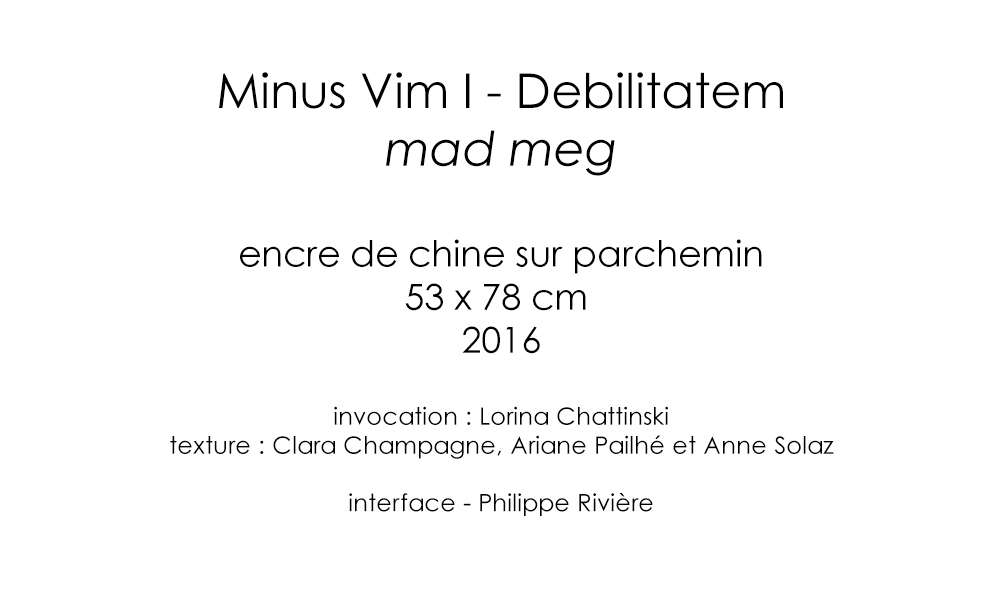 Minus Vim I - Debilitatem
mad meg
encre de chine sur parchemin
53 x 78 cm
2016
invocation : Lorina Chattinski
texture : Clara Champagne, Ariane Pailhé et Anne Solaz
interface - Philippe Rivière